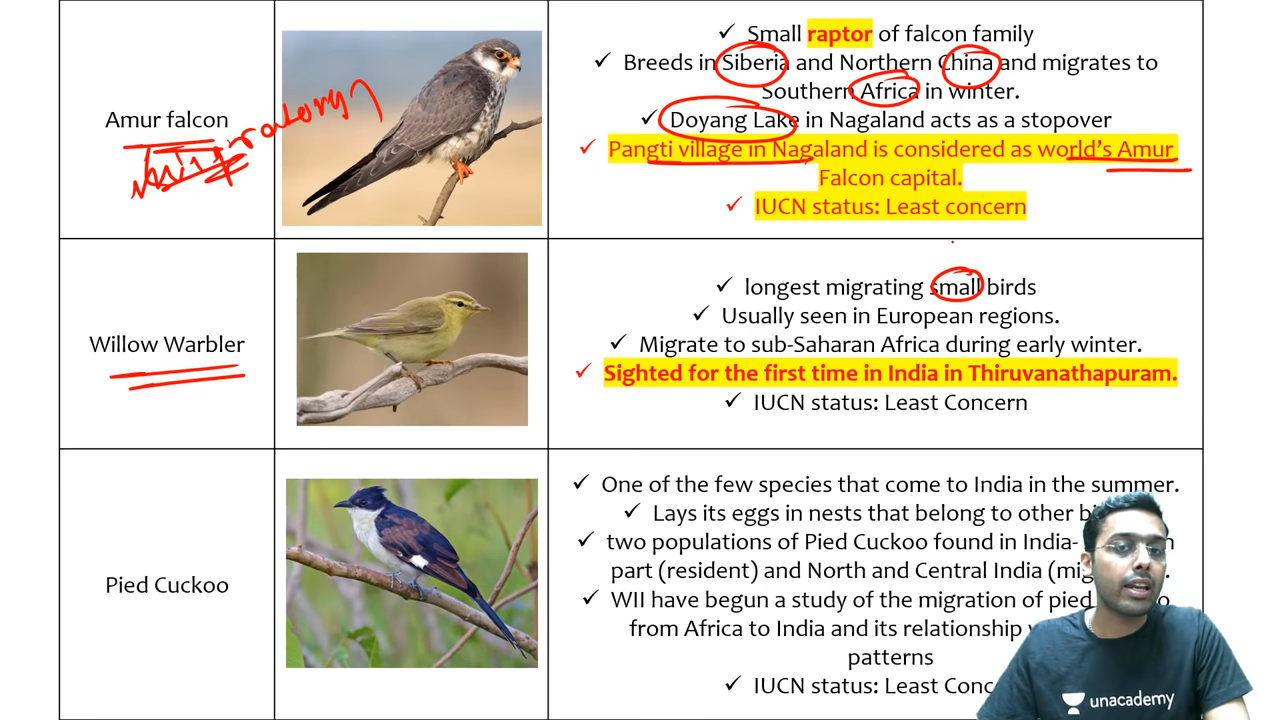 Amur falcon
migratory
✓ Small raptor of falcon family
✓ Breeds in Siberia and Northern China and migrates to
Southern Africa in winter.
✓ Doyang Lake in Nagaland acts as a stopover
✓ Pangti village in Nagaland is considered as world's Amur
Falcon capital.
✓ IUCN status: Least concern
Willow Warbler
✓ longest migrating small birds
✓ Usually seen in European regions.
✓ Migrate to sub-Saharan Africa during early winter.
✓ Sighted for the first time in India in Thiruvanathapuram.
✓ IUCN status: Least Concern
Pied Cuckoo
✓ One of the few species that come to India in the summer.
✓ Lays its eggs in nests that belong to other
✓ two populations of Pied Cuckoo found in India-
part (resident) and North and Central India
✓ WII have begun a study of the migration of pied
from Africa to India and its relationship
patterns
✓ IUCN status: Least
unacademy